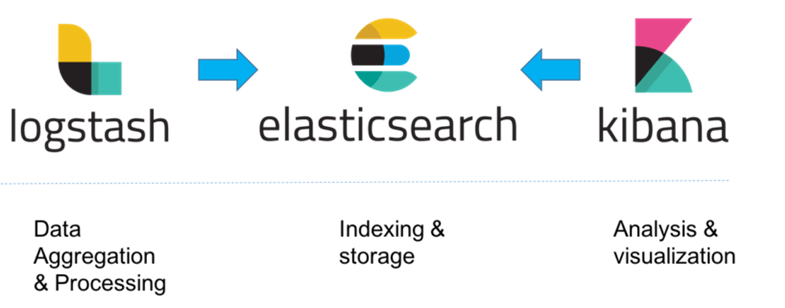 logstash
elasticsearch
kibana
Data
Aggregation
& Processing
Indexing &
storage
Analysis &
visualization